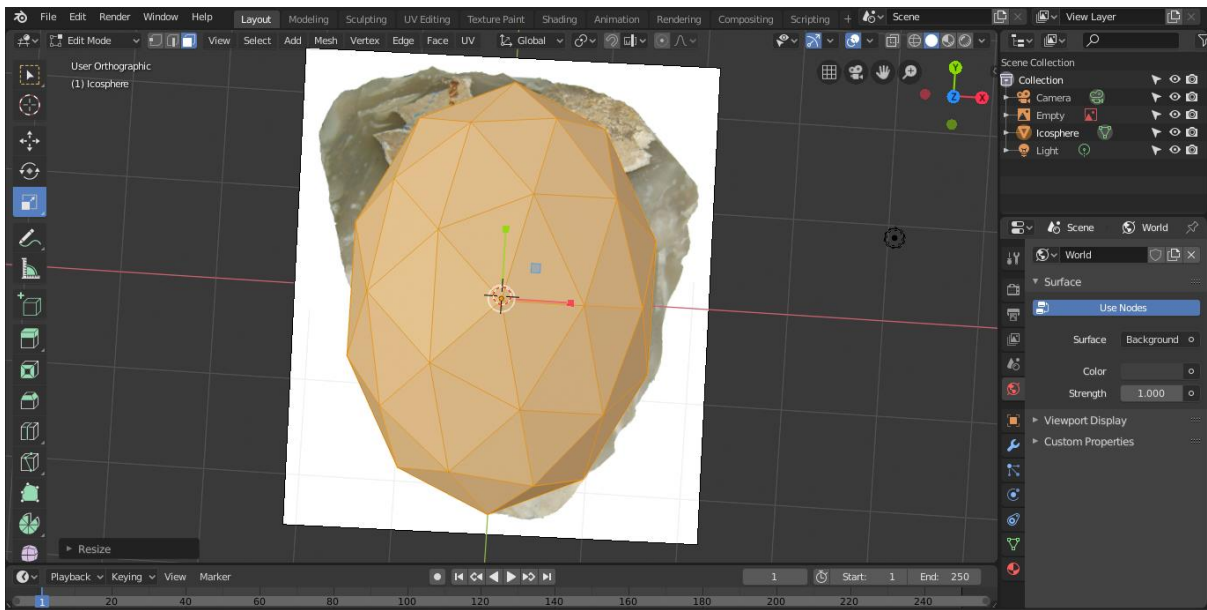 File Edit Render Window Help Layout Modeling Sculpting UV Editing Texture Paint Shading Animation Rendering Compositing Scripting + Scene View Layer
Edit Mode View Select Add Mesh Vertex Edge Face UV Global
User Orthographic
(1) Icosphere
Y
Z
X
Scene Collection
Collection
Camera
Empty
Icosphere
Light
Scene World
World
Surface
Use Nodes
Surface Background
Color
Strength 1.000
Viewport Display
Custom Properties
Resize
Playback Keying View Marker 1 Start: 1 End: 250
1 20 40 60 80 100 120 140 160 180 200 220 240